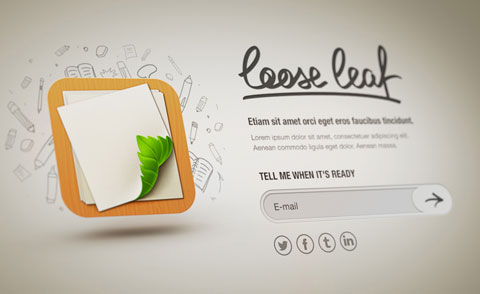 loose leaf
Etiam sit amet orci eget eros faucibus tincidunt.
Lorem ipsum dolor sit amet, consectetuer adipiscing elit.
Aenean commodo ligula eget dolor. Aenean massa.
TELL ME WHEN IT'S READY
E-mail